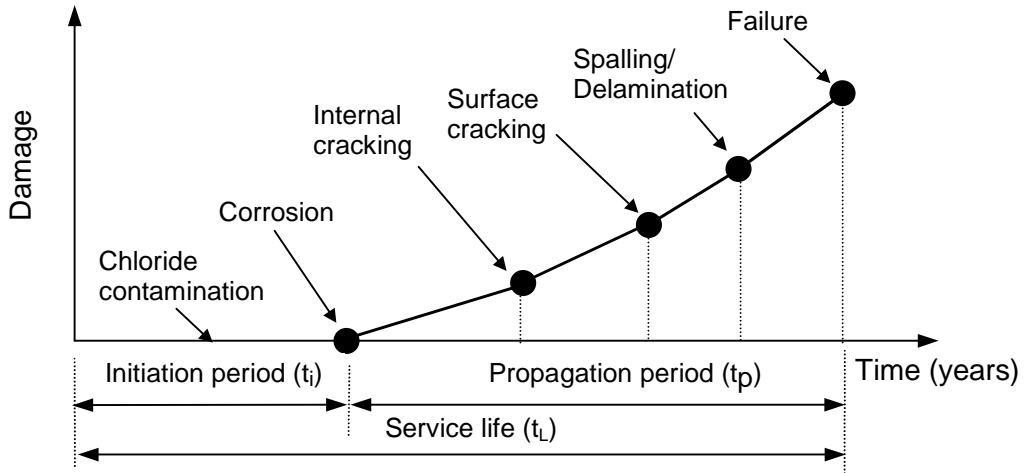 Failure
Spalling/
Delamination
Surface
cracking
Internal
cracking
Damage
Corrosion
Chloride
contamination
Initiation period (tᵢ)
Propagation period (tp)
Time (years)
Service life (t_L)